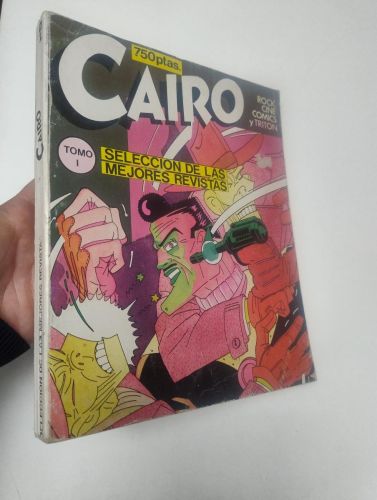 750ptas.
CAIRO
ROCK
CINE
COMICS
y TRITON
TOMO
I
SELECCION DE LAS
MEJORES REVISTAS
CAIRO
SELECCION DE LAS MEJORES REVISTAS